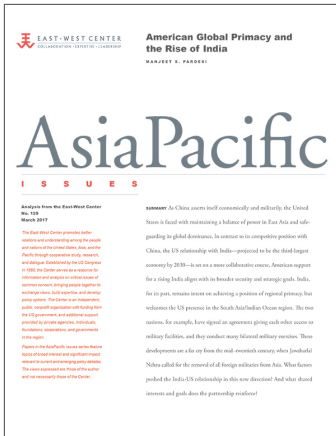 EAST-WEST CENTER
COLLABORATION • EXPERTISE • LEADERSHIP
American Global Primacy and
the Rise of India
MANJEET S. PARDESI
AsiaPacific
ISSUES
Analysis from the East-West Center
No. 129
March 2017
The East-West Center promotes better
relations and understanding among the people
and nations of the United States, Asia, and the
Pacific through cooperative study, research,
and dialogue. Established by the US Congress
in 1960, the Center serves as a resource for
information and analysis on critical issues of
common concern, bringing people together to
exchange views, build expertise, and develop
policy options. The Center is an independent,
public, nonprofit organization with funding from
the US government, and additional support
provided by private agencies, individuals,
foundations, corporations, and governments
in the region.
Papers in the AsiaPacific Issues series feature
topics of broad interest and significant impact
relevant to current and emerging policy debates.
The views expressed are those of the author
and not necessarily those of the Center.
SUMMARY As China asserts itself economically and militarily, the United
States is faced with maintaining a balance of power in East Asia and safe-
guarding its global dominance. In contrast to its competitive position with
China, the US relationship with India—projected to be the third-largest
economy by 2030—is set on a more collaborative course. American support
for a rising India aligns with its broader security and strategic goals. India,
for its part, remains intent on achieving a position of regional primacy, but
welcomes the US presence in the South Asia/Indian Ocean region. The two
nations, for example, have signed an agreement giving each other access to
military facilities, and they conduct many bilateral military exercises. These
developments are a far cry from the mid-twentieth century, when Jawaharlal
Nehru called for the removal of all foreign militaries from Asia. What factors
pushed the India-US relationship in this new direction? And what shared
interests and goals does the partnership reinforce?